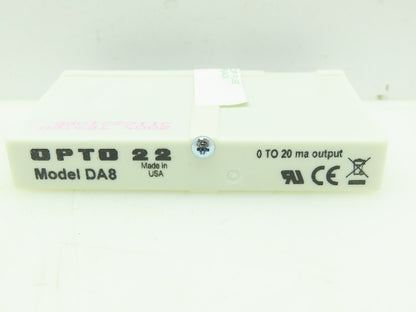 OPTO 22
Made in
USA
Model DA8
0 TO 20 ma output
CE